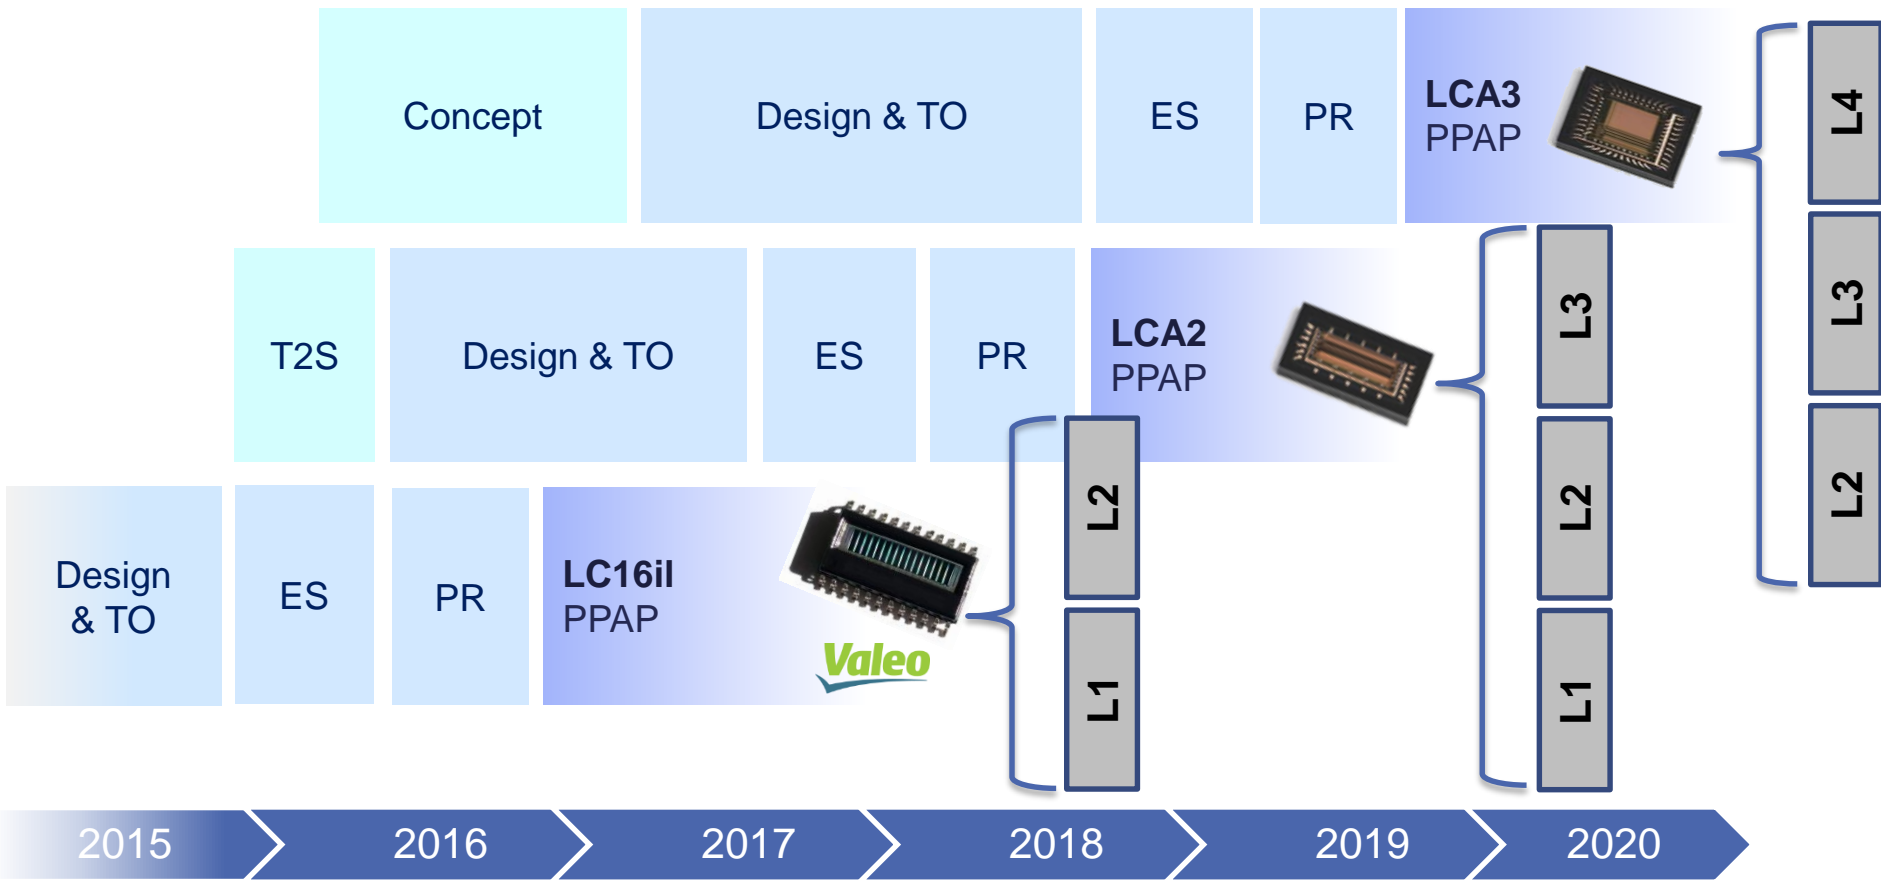 Concept
Design & TO
ES
PR
LCA3
PPAP
L4
L3
L2
T2S
Design & TO
ES
PR
LCA2
PPAP
L3
L2
L1
Design
& TO
ES
PR
LC16il
PPAP
Valeo
L2
L1
2015
2016
2017
2018
2019
2020